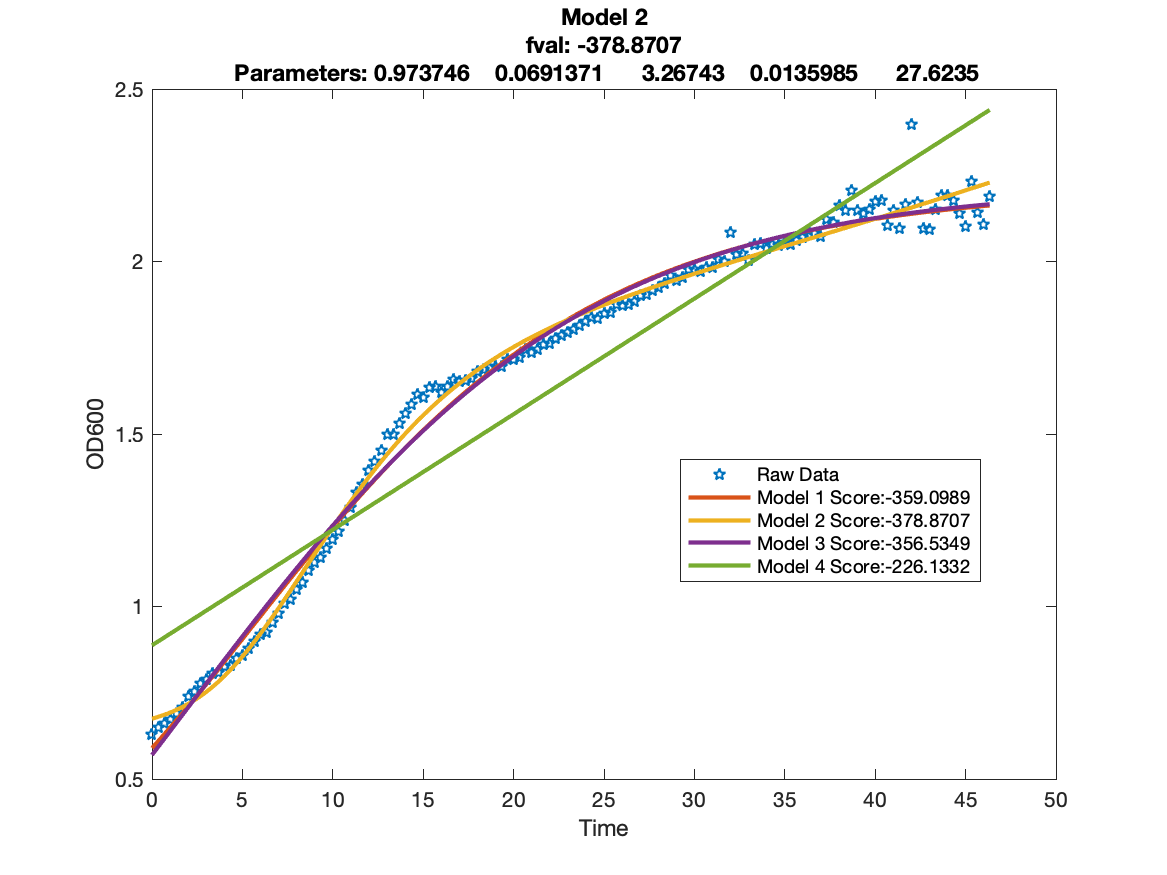 Model 2
fval: -378.8707
Parameters: 0.973746 0.0691371 3.26743 0.0135985 27.6235
2.5
2
1.5
1
0.5
OD600
Raw Data
Model 1 Score:-359.0989
Model 2 Score:-378.8707
Model 3 Score:-356.5349
Model 4 Score:-226.1332
0 5 10 15 20 25 30 35 40 45 50
Time